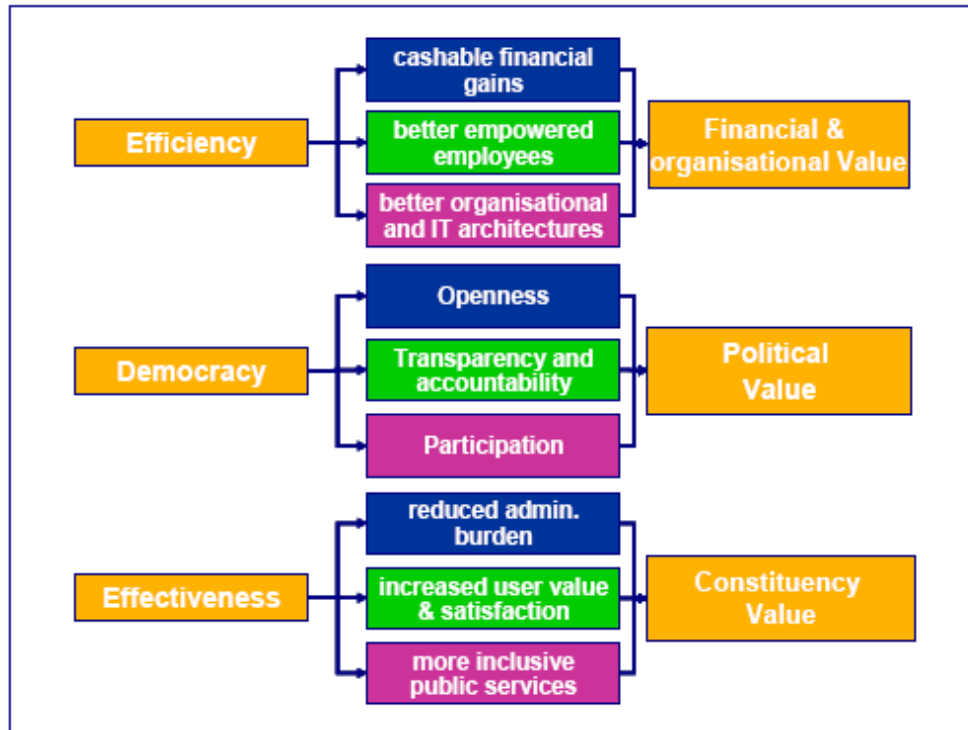 cashable financial
gains
Efficiency
better empowered
employees
better organisational
and IT architectures
Financial &
organisational Value
Openness
Democracy
Transparency and
accountability
Participation
Political
Value
reduced admin.
burden
Effectiveness
increased user value
& satisfaction
more inclusive
public services
Constituency
Value